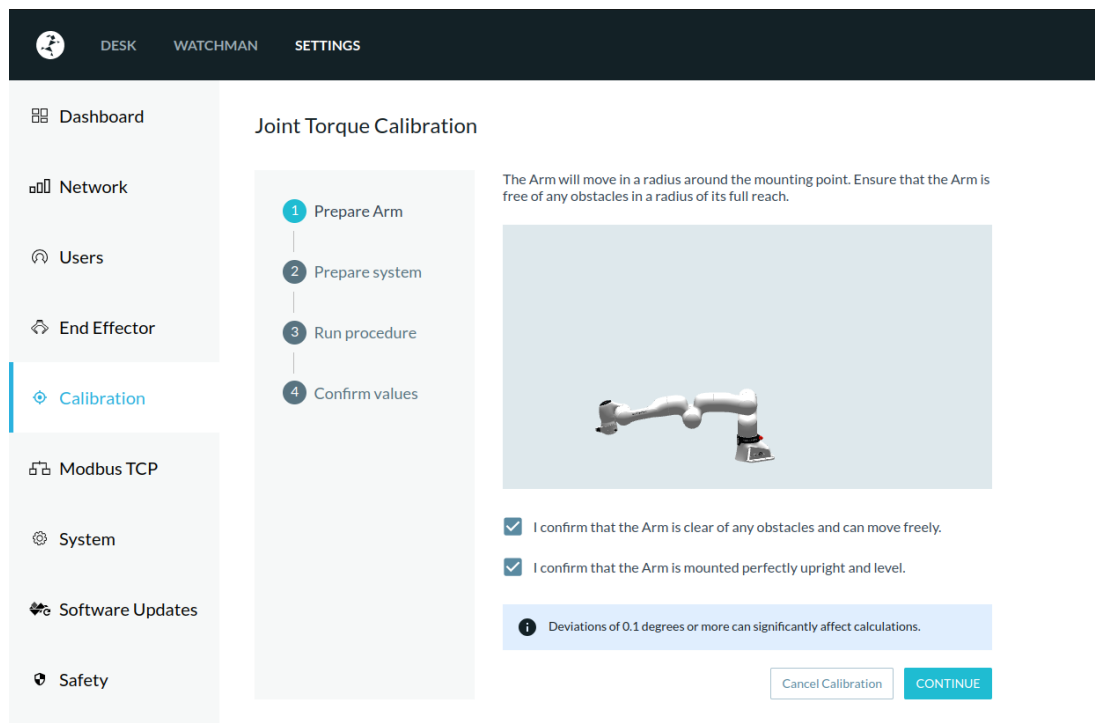 DESK WATCHMAN SETTINGS
Dashboard
Network
Users
End Effector
Calibration
Modbus TCP
System
Software Updates
Safety
Joint Torque Calibration
1 Prepare Arm
2 Prepare system
3 Run procedure
4 Confirm values
The Arm will move in a radius around the mounting point. Ensure that the Arm is
free of any obstacles in a radius of its full reach.
I confirm that the Arm is clear of any obstacles and can move freely.
I confirm that the Arm is mounted perfectly upright and level.
Deviations of 0.1 degrees or more can significantly affect calculations.
Cancel Calibration CONTINUE